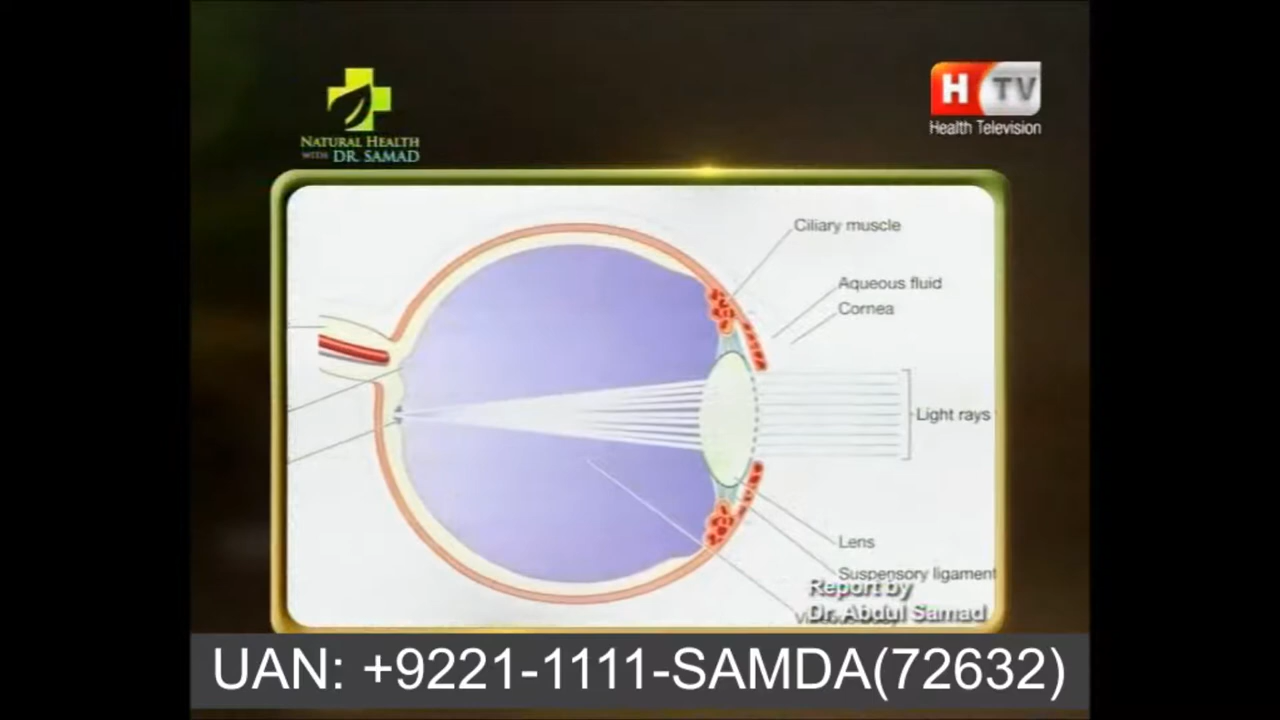 NATURAL HEALTH
WITH DR. SAMAD
H TV
Health Television
Ciliary muscle
Aqueous fluid
Cornea
Light rays
Lens
Suspensory ligament
Report by
Dr. Abdul Samad
UAN: +9221-1111-SAMDA(72632)